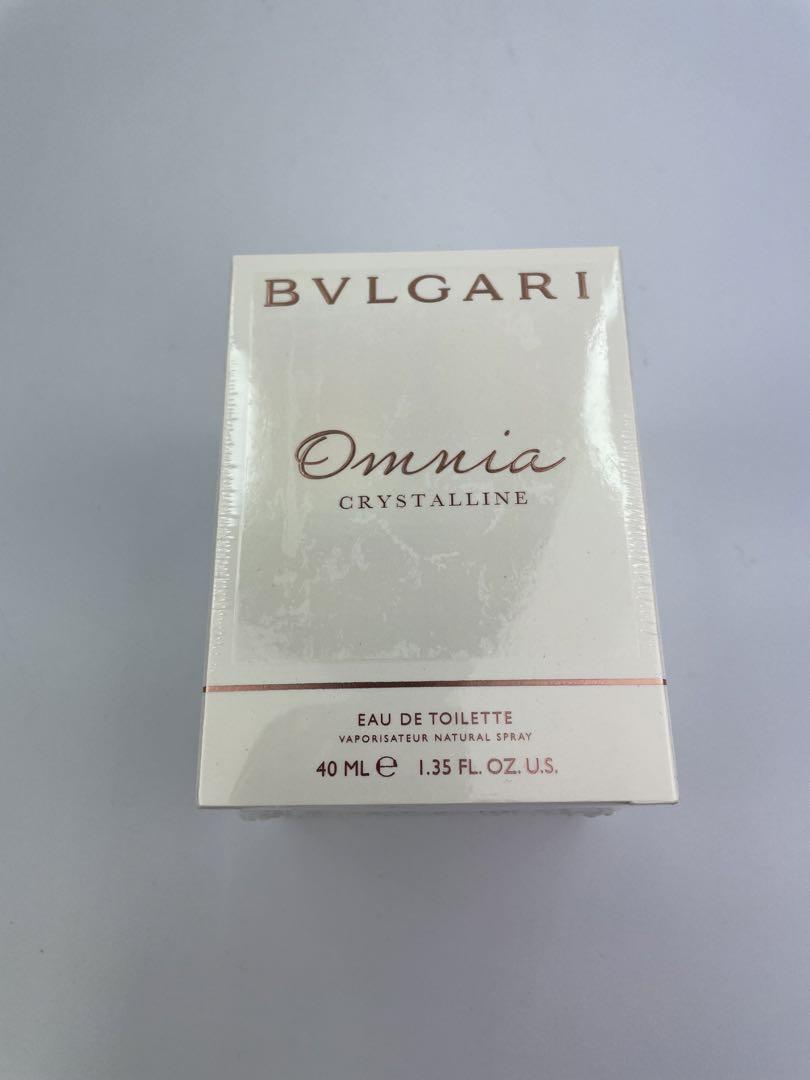 BVLGARI
Omnia
CRYSTALLINE
EAU DE TOILETTE
VAPORISATEUR NATURAL SPRAY
40 ML ℮ 1.35 FL. OZ. U.S.